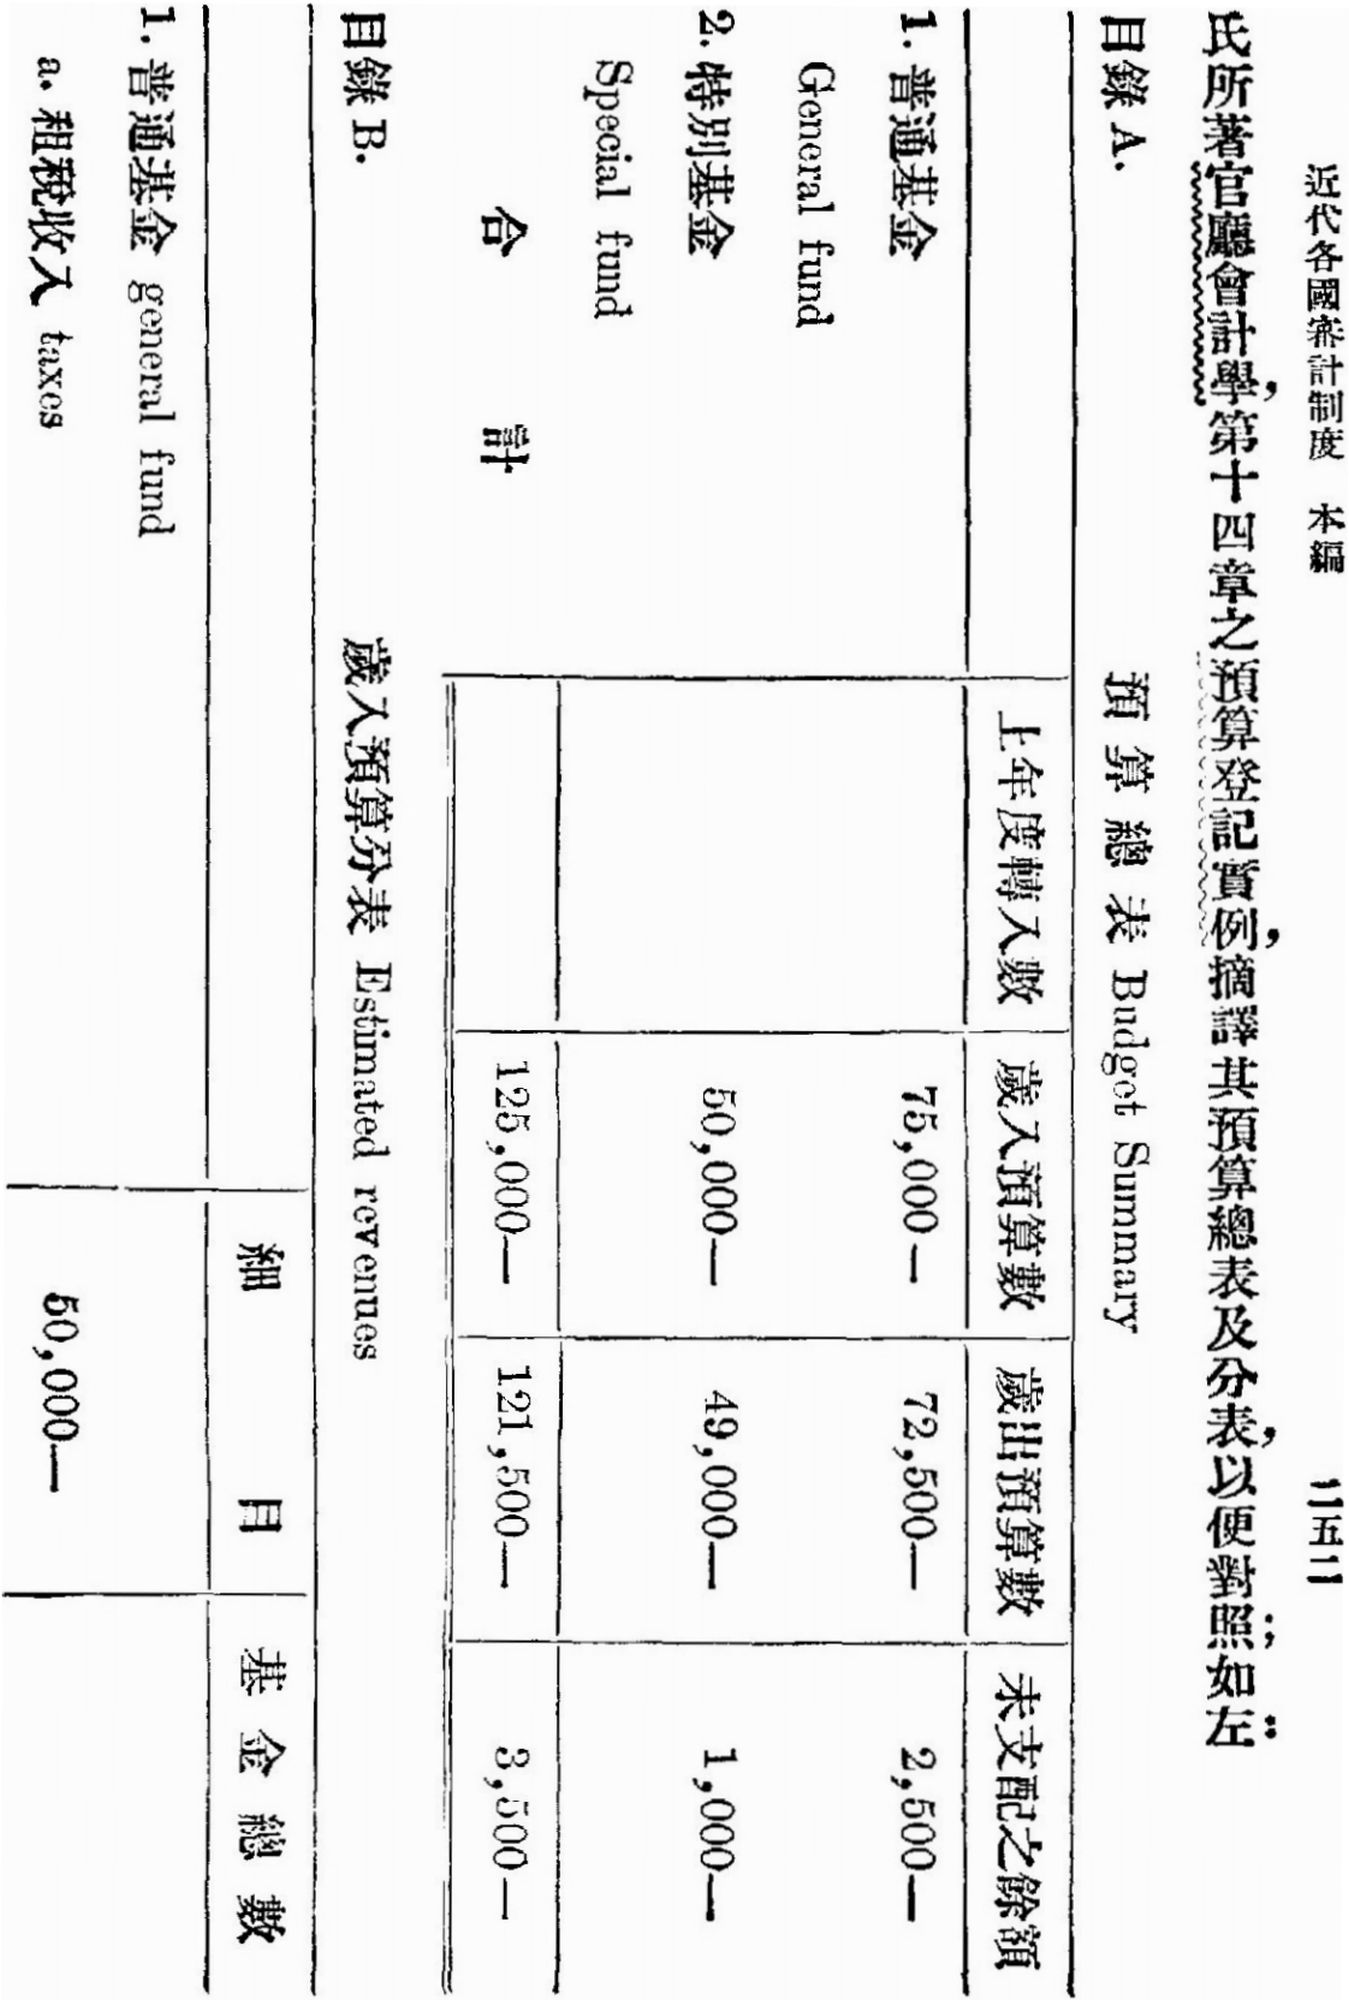 近代各國審計制度　本編
二五二
氏所著官廳會計學,第十四章之預算登記實例,摘譯其預算總表及分表,以便對照;如左:
目錄 A.　預算總表 Budget Summary
上年度轉入數　歲入預算數　歲出預算數　未支配之餘額
1. 普通基金　75,000—　72,500—　2,500—
General fund
2. 特別基金　50,000—　49,000—　1,000—
Special fund
合計　125,000—　121,500—　3,500—
目錄 B.　歲入預算分表 Estimated revenues
細目　基金總數
1. 普通基金 general fund
a. 租稅收入 taxes　50,000—